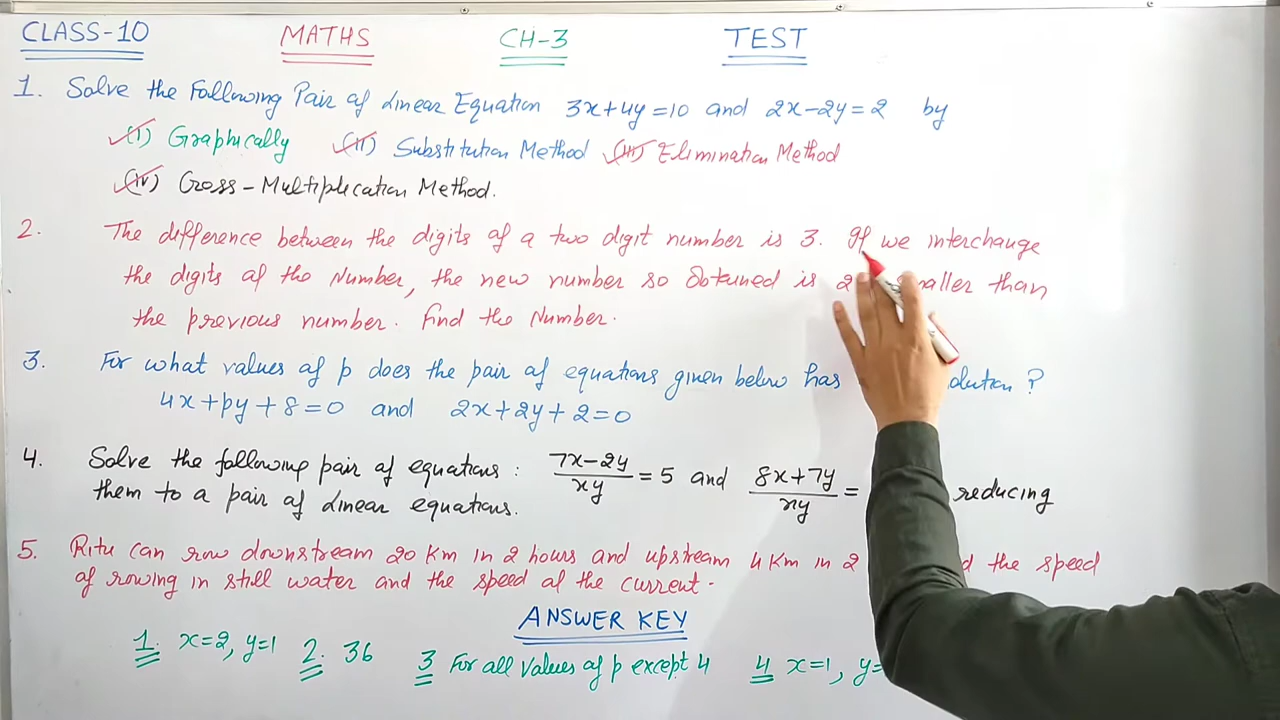 CLASS-10 MATHS CH-3 TEST
1. Solve the Following Pair of Linear Equation 3x+4y=10 and 2x-2y=2 by
(i) Graphically (ii) Substitution Method (iii) Elimination Method
(iv) Cross-Multiplication Method.
2. The difference between the digits of a two digit number is 3. If we interchange
the digits of the Number, the new number so obtained is 2 than
the previous number. Find the Number.
3. For what values of p does the pair of equations given below has ?
4x+py+8=0 and 2x+2y+2=0
4. Solve the following pair of equations: 7x-2y/xy = 5 and 8x+7y/xy = reducing
them to a pair of Linear equations.
5. Ritu can row downstream 20 Km in 2 hours and upstream 4 Km in 2 the speed
of rowing in still water and the speed of the current.
ANSWER KEY
1. x=2, y=1 2. 36 3 For all values of p except 4 4 x=1, y=